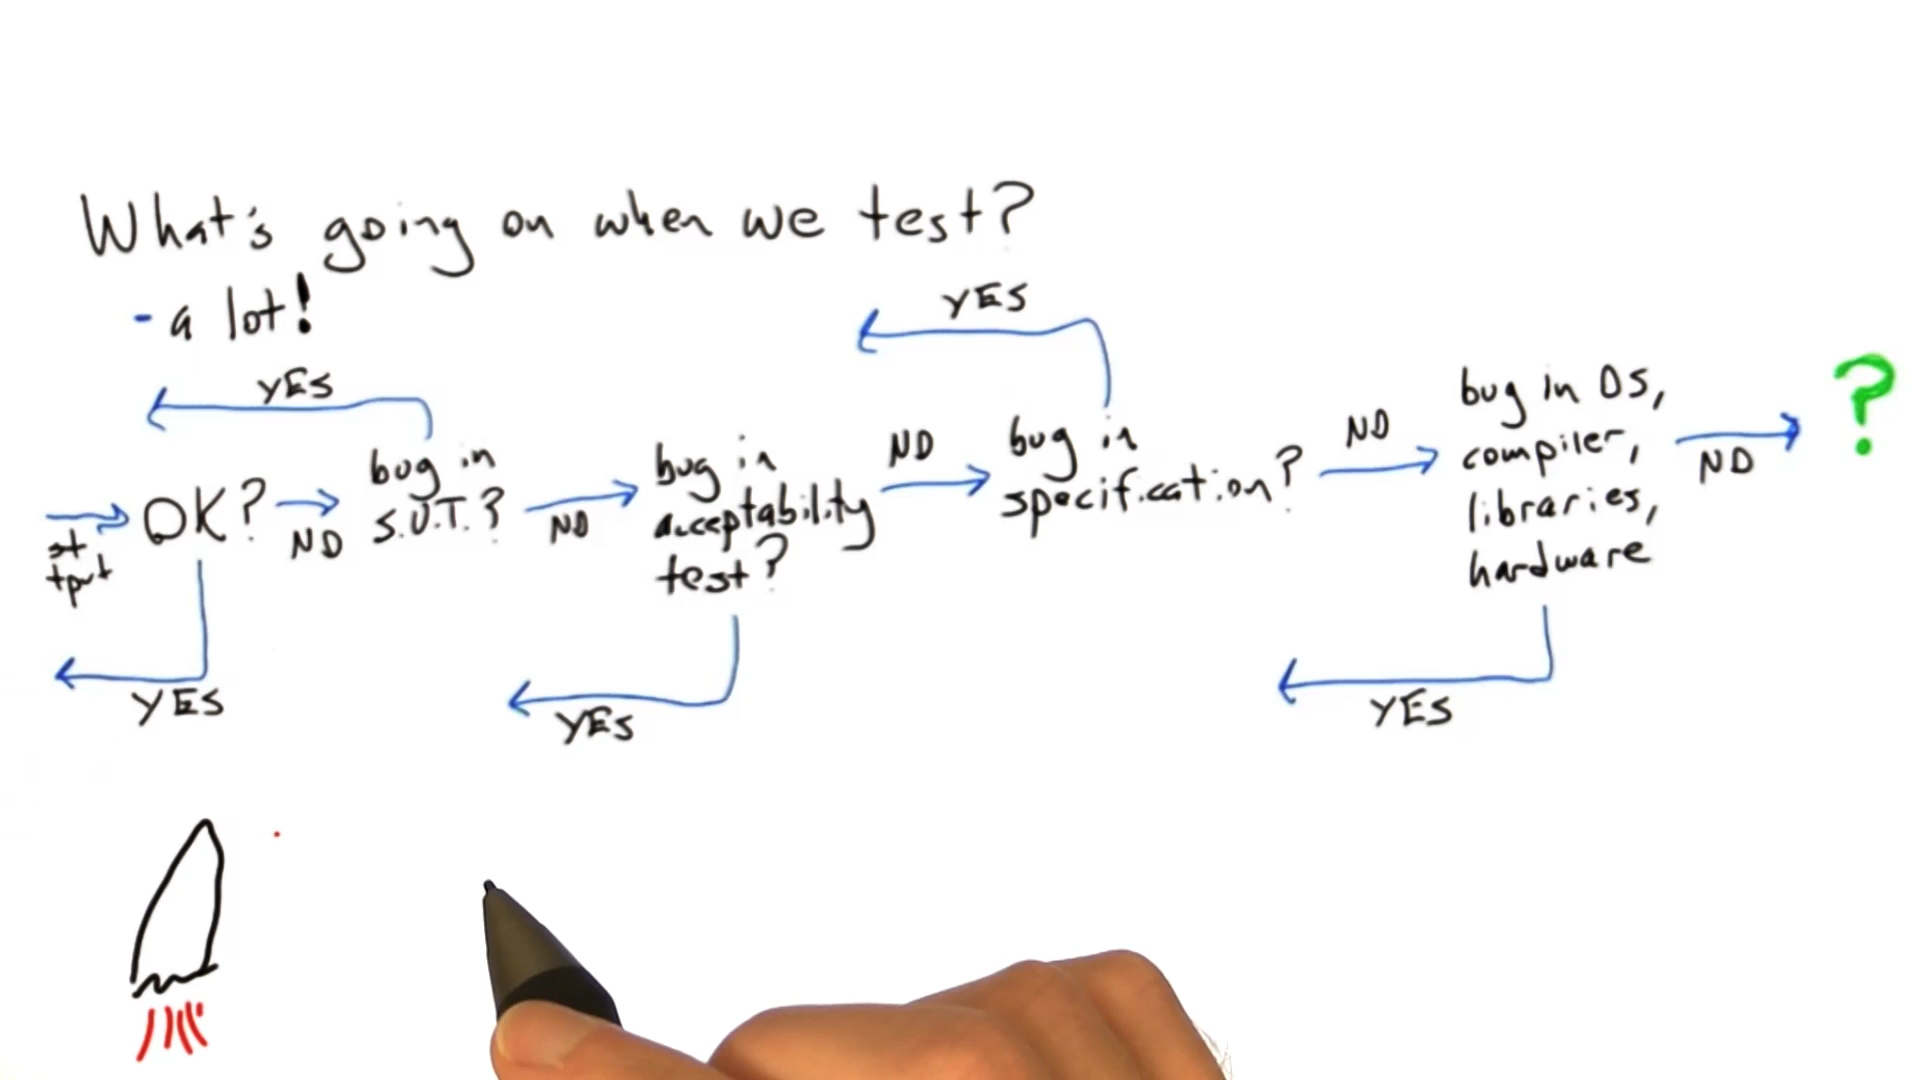 What's going on when we test?
- a lot!
YES
YES
bug in OS,
compiler,
libraries,
hardware
NO
?
bug in
specification?
NO
NO
bug in
acceptability
test?
NO
bug in
S.U.T.?
NO
OK?
YES
YES
YES